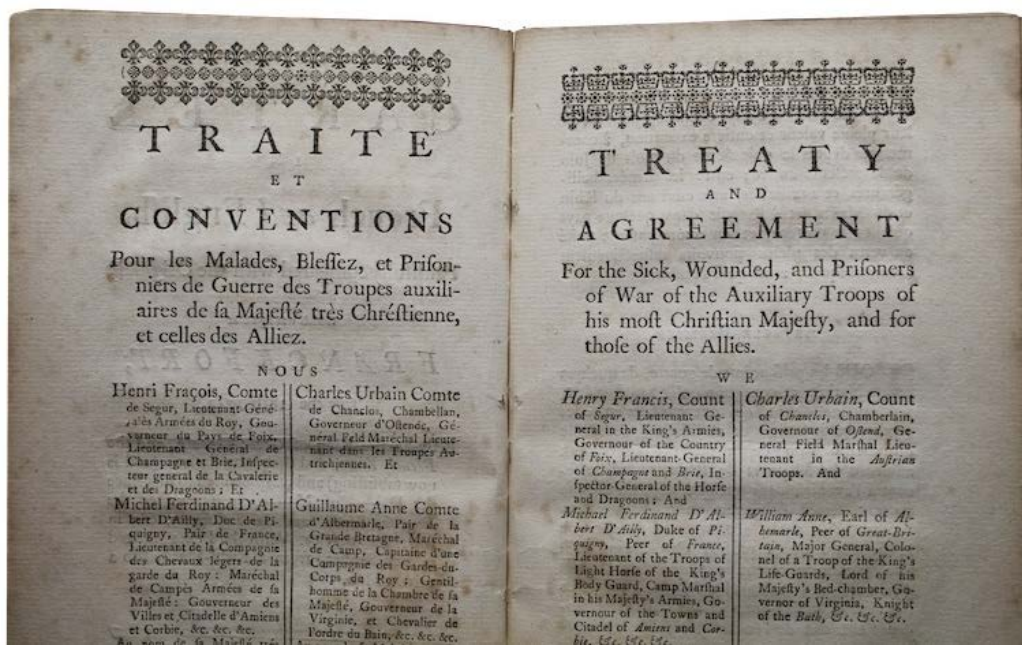 TRAITÉ
ET
CONVENTIONS
Pour les Malades, Bleſſez, et Priſon-
niers de Guerre des Troupes auxili-
aires de ſa Majeſté très Chréſtienne,
et celles des Alliez.
NOUS
Henri Fraçois, Comte
de Segur, Lieutenant Géné-
Armées du Roy, Gou-
verneur du Pays de Foix,
Lieutenant General de
Champagne et Brie, Inſpec-
teur general de la Cavalerie
et des Dragoons; Et
Michel Ferdinand D'Al-
bert D'Ailly, Duc de Pi-
quigny, Pair de France,
Lieutenant de la Compagnie
des Chevaux légers de la
garde du Roy: Maréchal
de Campés Armées de ſa
Majeſté: Gouverneur des
Villes et Citadelle d'Amiens
et Corbie, &c. &c. &c.
Au nom de ſa Majeſté très
Charles Urbain Comte
de Chanclos, Chambellan,
Governeur d'Oſtende, Gé-
néral Feld Maréchal Lieute-
nant dans les Troupes Au-
trichiennes. Et
Guillaume Anne Comte
d'Albermarle, Pair de la
Grande Bretagne, Maréchal
de Camp, Capitaine d'une
Campagnie des Gardes-du-
Corps du Roy; Gentil-
homme de la Chambre de ſa
Majeſté, Gouverneur de la
Virginie, et Chevalier de
l'ordre du Bain, &c. &c. &c.
TREATY
AND
AGREEMENT
For the Sick, Wounded, and Priſoners
of War of the Auxiliary Troops of
his moſt Chriſtian Majeſty, and for
thoſe of the Allies.
WE
Henry Francis, Count
of Segur, Lieutenant Ge-
neral in the King's Armies,
Governour of the Country
of Foix, Lieutenant-General
of Champagne and Brie, In-
ſpector-General of the Horſe
and Dragoons; And
Michael Ferdinand D'Al-
bert D'Ailly, Duke of Pi-
quigny, Peer of France,
Lieutenant of the Troops of
Light Horſe of the King's
Body Guard, Camp Marſhal
in his Majeſty's Armies, Go-
vernour of the Towns and
Citadel of Amiens and Cor-
bie, &c. &c. &c.
Charles Urbain, Count
of Chanclos, Chamberlain,
Governour of Oſtend, Ge-
neral Field Marſhal Lieu-
tenant in the Auſtrian
Troops. And
William Anne, Earl of Al-
bemarle, Peer of Great-Bri-
tain, Major General, Colo-
nel of a Troop of the King's
Life-Guards, Lord of his
Majeſty's Bed-chamber, Go-
vernor of Virginia, Knight
of the Bath, &c. &c. &c.